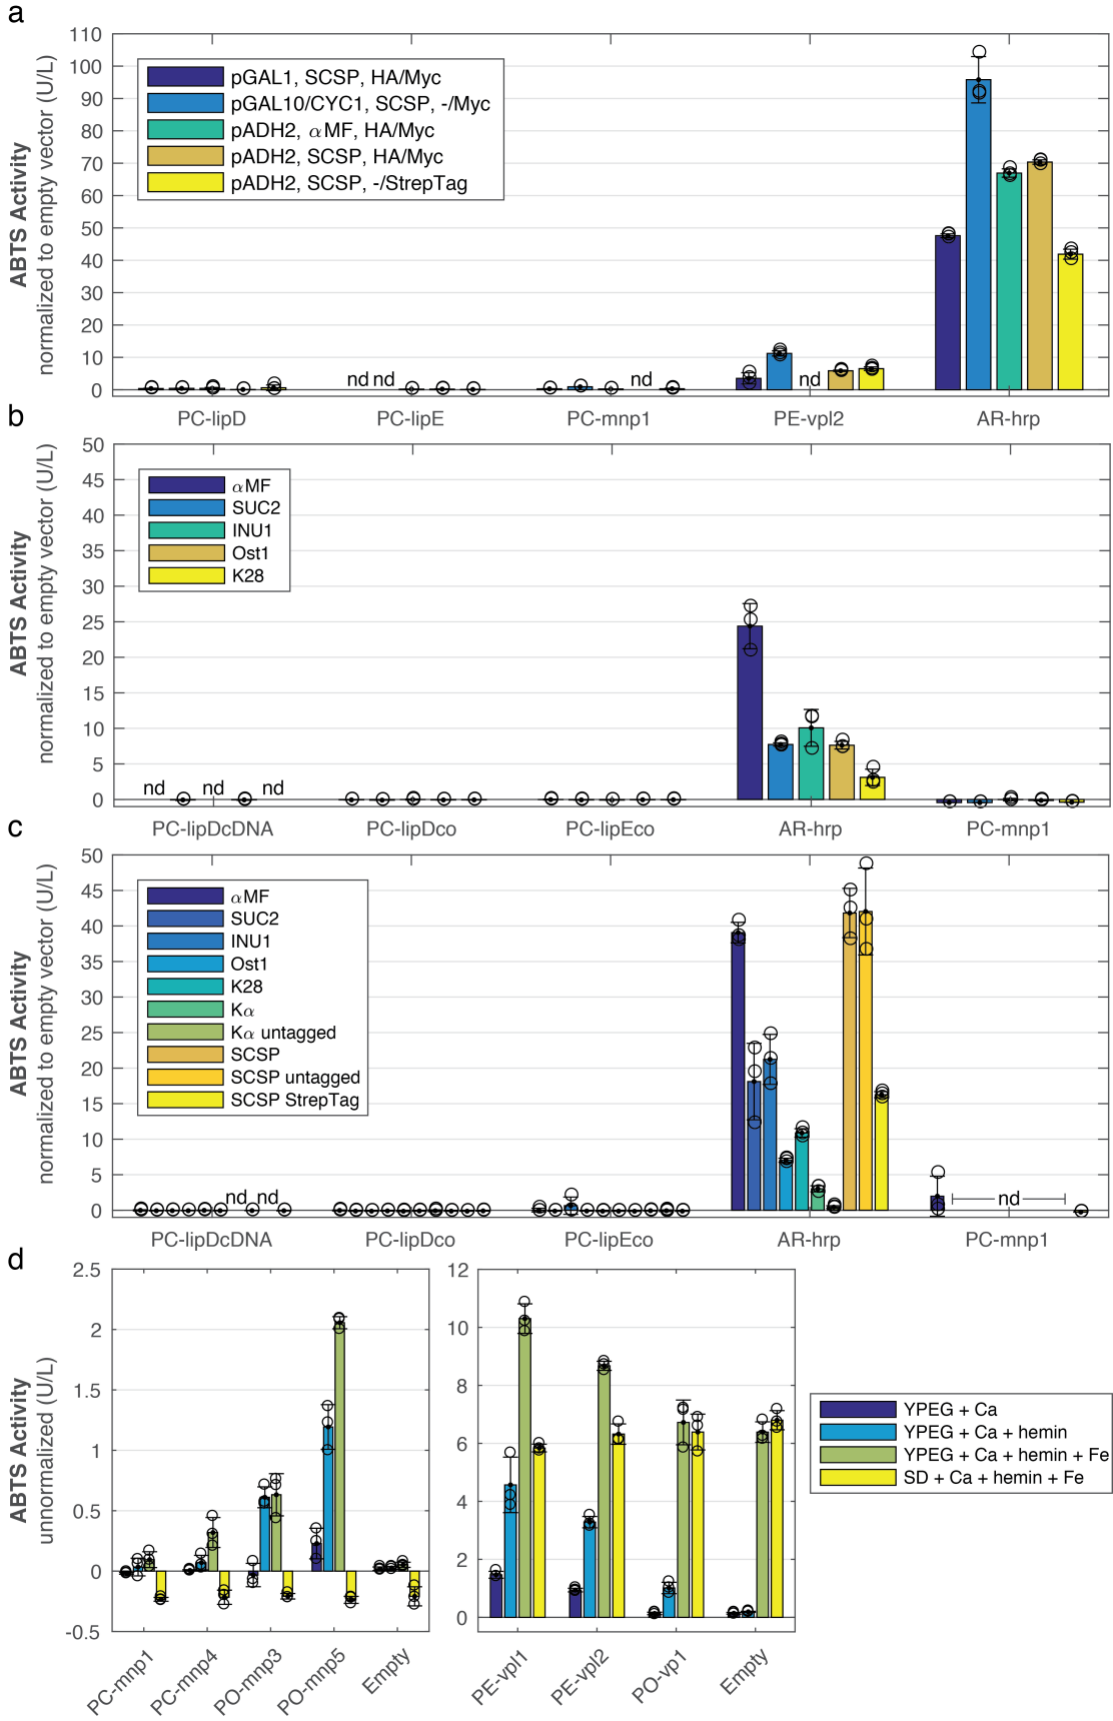 a
ABTS Activity
normalized to empty vector (U/L)
110
100
90
80
70
60
50
40
30
20
10
0
pGAL1, SCSP, HA/Myc
pGAL10/CYC1, SCSP, -/Myc
pADH2, αMF, HA/Myc
pADH2, SCSP, HA/Myc
pADH2, SCSP, -/StrepTag
nd nd
nd
nd
PC-lipD PC-lipE PC-mnp1 PE-vpl2 AR-hrp
b
ABTS Activity
normalized to empty vector (U/L)
50
45
40
35
30
25
20
15
10
5
0
αMF
SUC2
INU1
Ost1
K28
nd nd nd
PC-lipDcDNA PC-lipDco PC-lipEco AR-hrp PC-mnp1
c
ABTS Activity
normalized to empty vector (U/L)
50
45
40
35
30
25
20
15
10
5
0
αMF
SUC2
INU1
Ost1
K28
Kα
Kα untagged
SCSP
SCSP untagged
SCSP StrepTag
nd nd
nd
PC-lipDcDNA PC-lipDco PC-lipEco AR-hrp PC-mnp1
d
ABTS Activity
unnormalized (U/L)
2.5
2
1.5
1
0.5
0
-0.5
PC-mnp1 PC-mnp4 PO-mnp3 PO-mnp5 Empty
12
10
8
6
4
2
0
PE-vpl1 PE-vpl2 PO-vp1 Empty
YPEG + Ca
YPEG + Ca + hemin
YPEG + Ca + hemin + Fe
SD + Ca + hemin + Fe